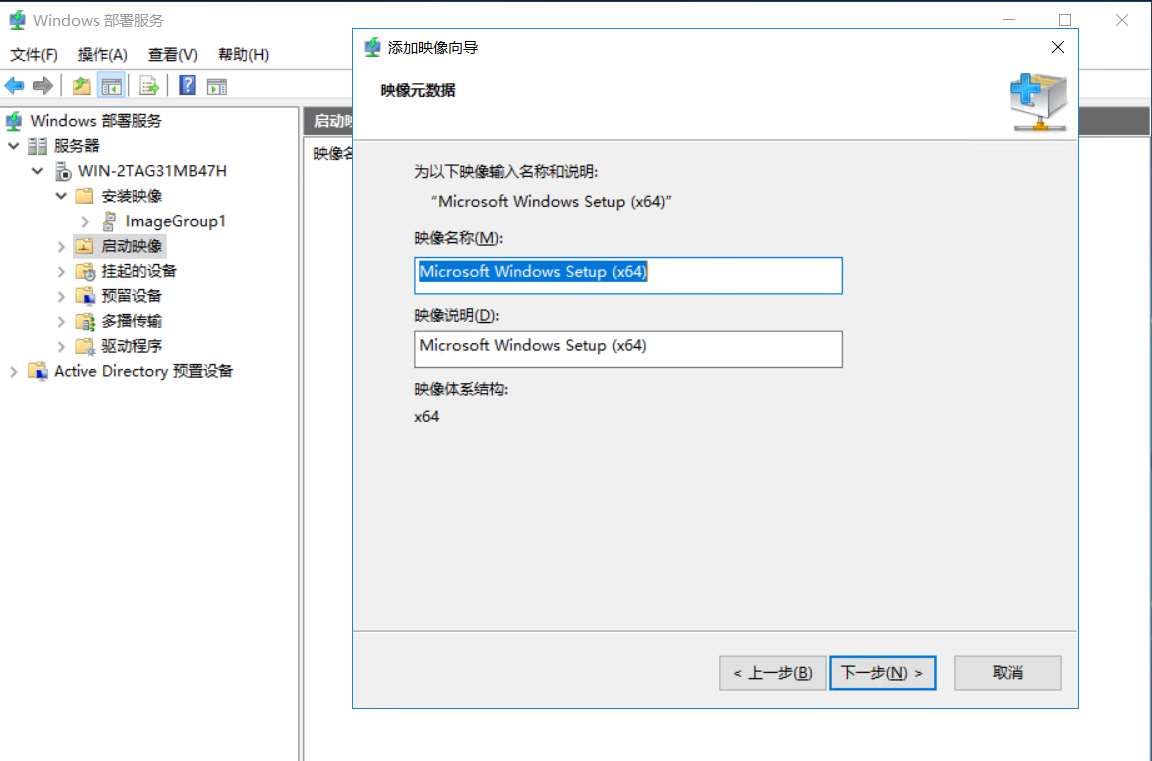 Windows 部署服务
文件(F) 操作(A) 查看(V) 帮助(H)
Windows 部署服务
服务器
WIN-2TAG31MB47H
安装映像
ImageGroup1
启动映像
挂起的设备
预留设备
多播传输
驱动程序
Active Directory 预置设备
启动映
映像名
添加映像向导
映像元数据
为以下映像输入名称和说明:
“Microsoft Windows Setup (x64)”
映像名称(M):
Microsoft Windows Setup (x64)
映像说明(D):
Microsoft Windows Setup (x64)
映像体系结构:
x64
< 上一步(B) 下一步(N) > 取消